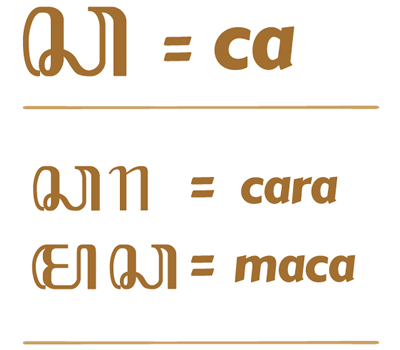 ꦕ = ca
ꦕꦫ = cara
ꦩꦕ = maca